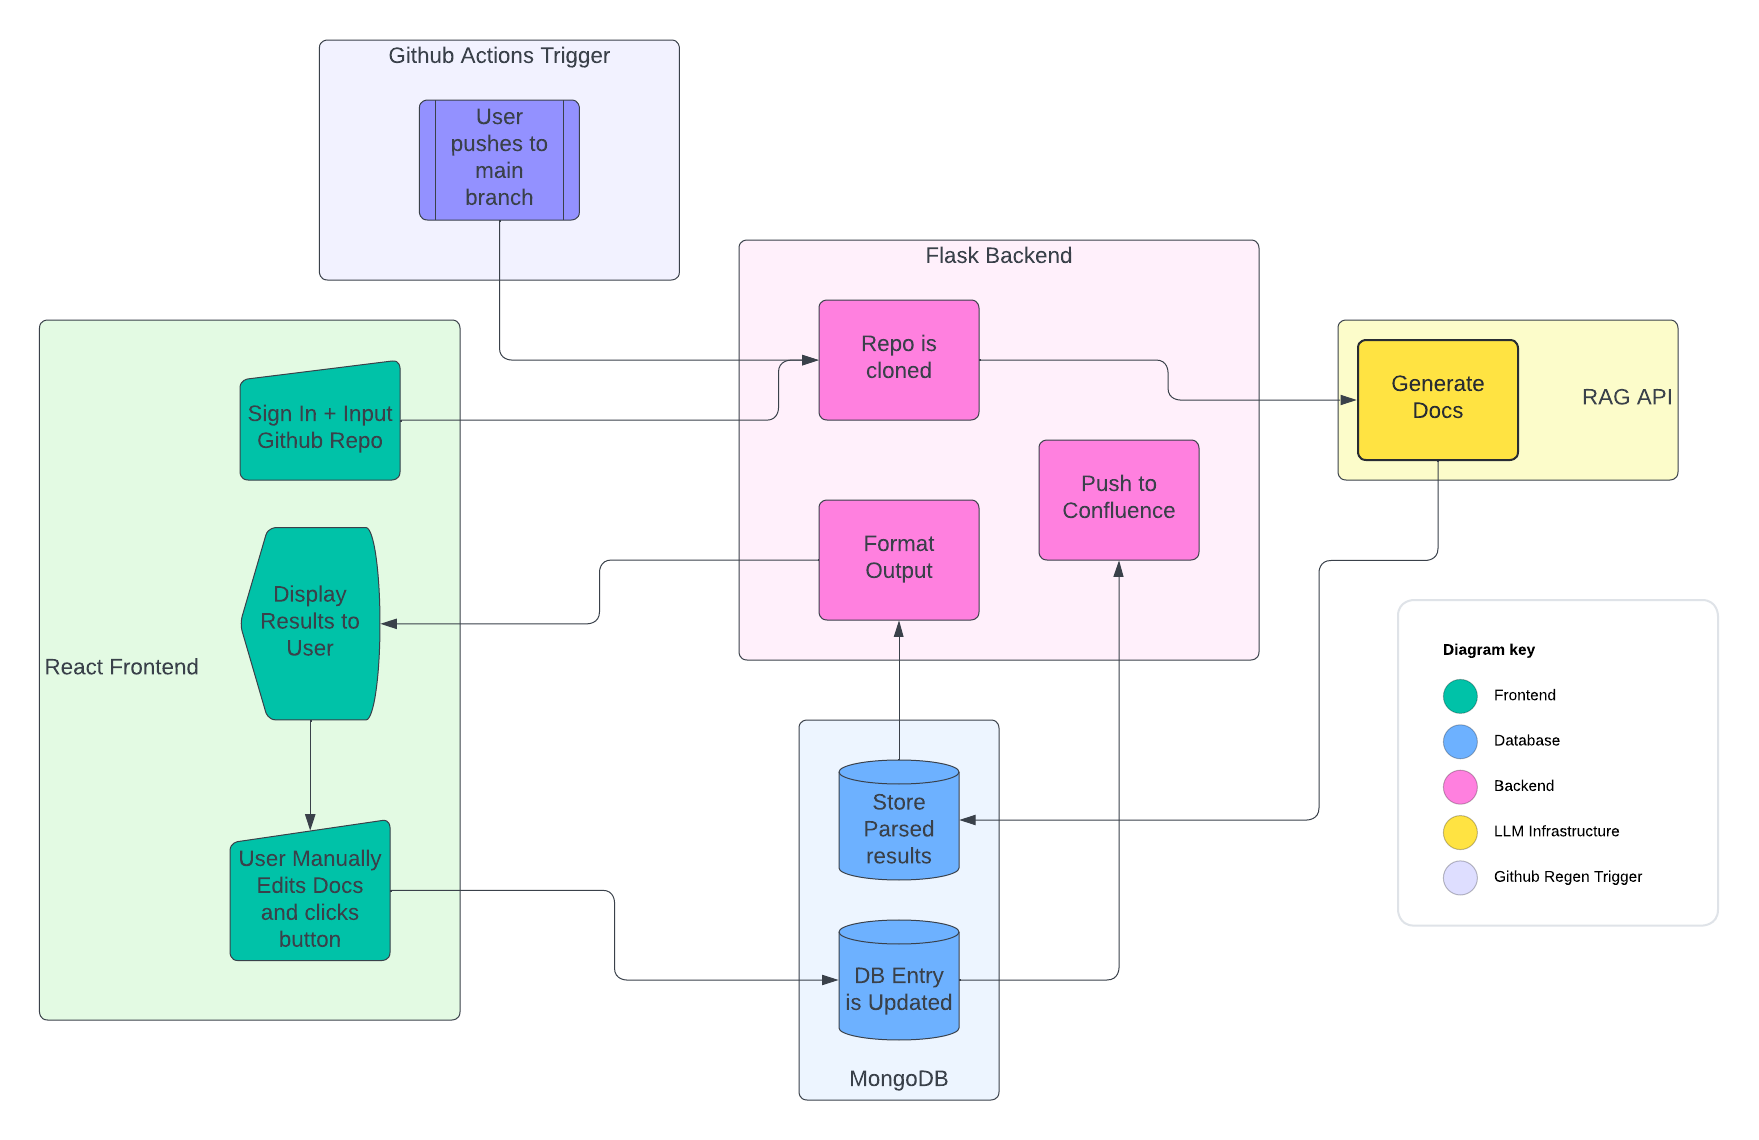 Github Actions Trigger
User
pushes to
main
branch
Flask Backend
Repo is
cloned
Generate
Docs
RAG API
Sign In + Input
Github Repo
Push to
Confluence
Format
Output
Display
Results to
User
React Frontend
Diagram key
Frontend
Database
Backend
LLM Infrastructure
Github Regen Trigger
Store
Parsed
results
User Manually
Edits Docs
and clicks
button
DB Entry
is Updated
MongoDB